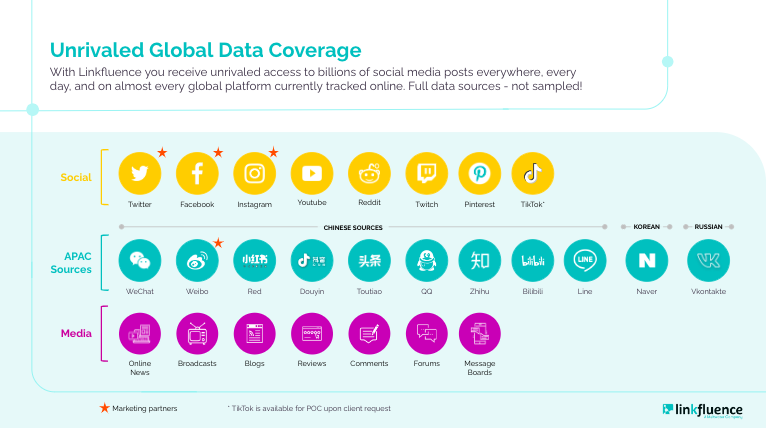 Unrivaled Global Data Coverage
With Linkfluence you receive unrivaled access to billions of social media posts everywhere, every
day, and on almost every global platform currently tracked online. Full data sources - not sampled!
Social
Twitter
Facebook
Instagram
Youtube
Reddit
Twitch
Pinterest
TikTok*
CHINESE SOURCES
KOREAN
RUSSIAN
APAC
Sources
小红书
抖音
头条
知
bilibili
LINE
N
WeChat
Weibo
Red
Douyin
Toutiao
QQ
Zhihu
Bilibili
Line
Naver
Vkontakte
Media
Online
News
Broadcasts
Blogs
Reviews
Comments
Forums
Message
Boards
Marketing partners
* TikTok is available for POC upon client request
linkfluence